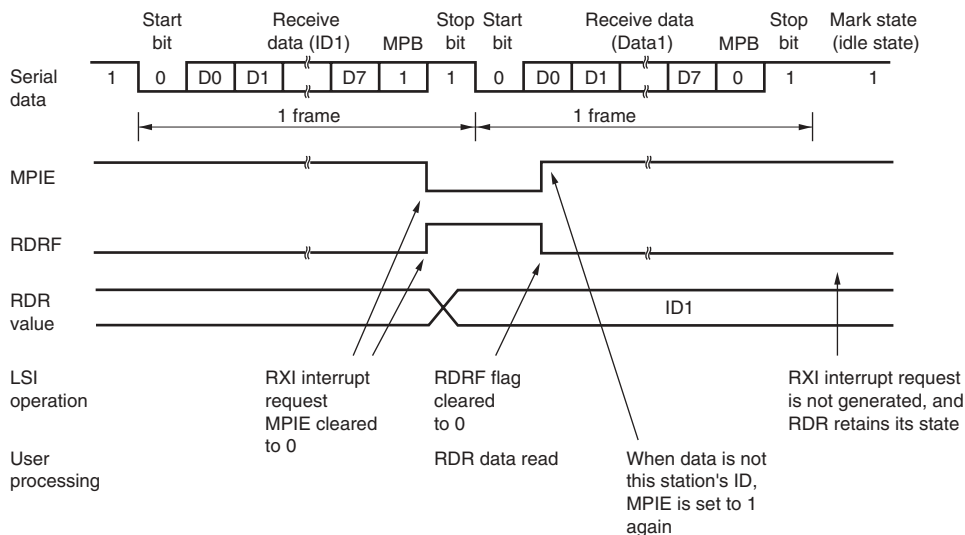 Start bit
Receive data (ID1)
MPB
Stop bit
Start bit
Receive data (Data1)
MPB
Stop bit
Mark state (idle state)
Serial data
1 0 D0 D1 D7 1 1 0 D0 D1 D7 0 1 1
1 frame 1 frame
MPIE
RDRF
RDR value
ID1
LSI operation
RXI interrupt request MPIE cleared to 0
RDRF flag cleared to 0
RXI interrupt request is not generated, and RDR retains its state
User processing
RDR data read
When data is not this station's ID, MPIE is set to 1 again